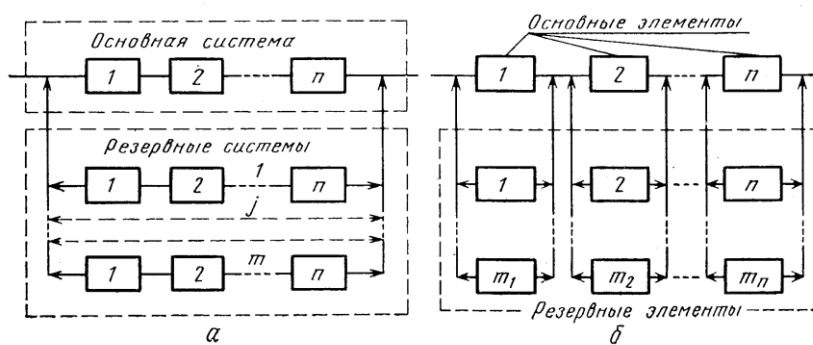 Основная система
1 2 n
Резервные системы
1
1 2 n
j
m
1 2 n
а
Основные элементы
1 2 n
1 2 n
m₁ m₂ mₙ
Резервные элементы
б